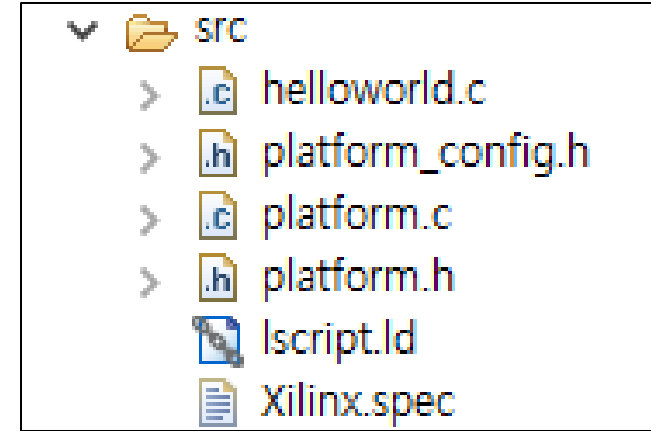 src
.c helloworld.c
.h platform_config.h
.c platform.c
.h platform.h
lscript.ld
Xilinx.spec